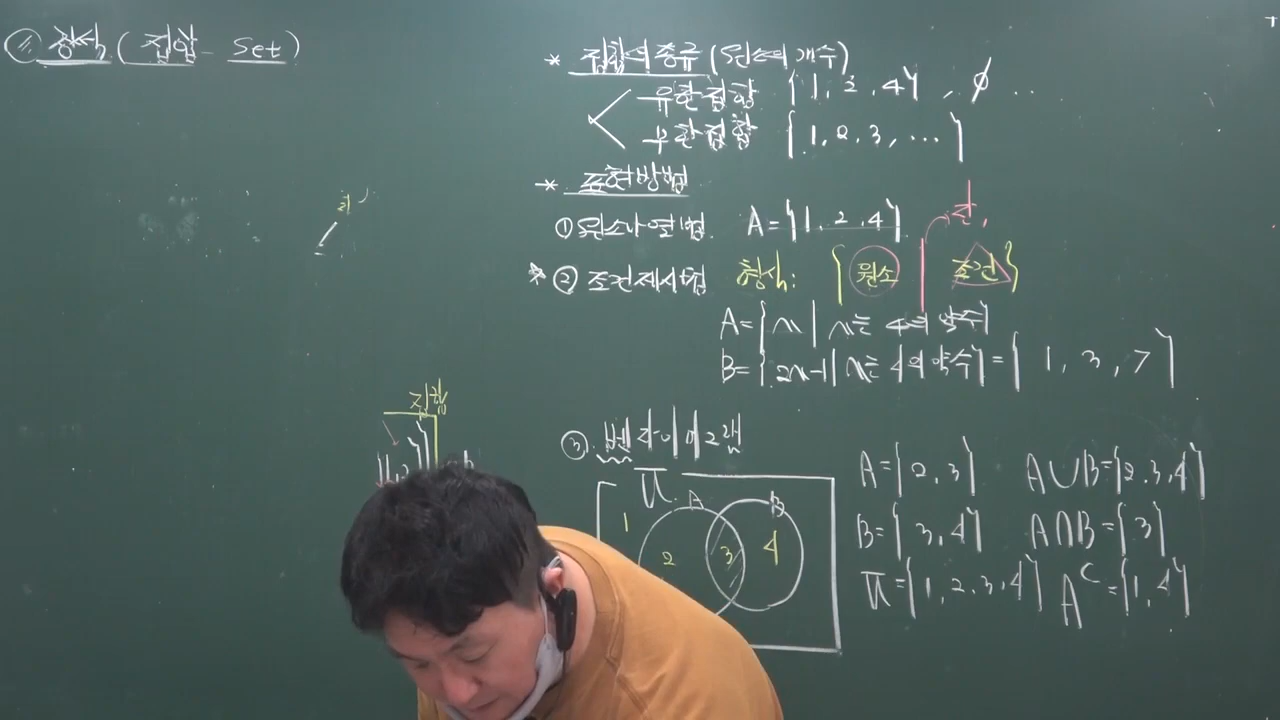 상식 (집합 - Set)
* 집합의 종류 (원소의 개수)
유한집합 {1, 2, 4}, ∅ ..
무한집합 {1, 2, 3, ...}
* 표현방법
① 원소나열법. A={1, 2, 4}
관.
* ② 조건제시법 형식: {원소 | 조건}
A={x | x는 4의 약수}
B={2x-1 | x는 4의 약수} = {1, 3, 7}
집합
③. 벤다이어그램
U A B
1 2 3 4
A={2, 3} A∪B={2, 3, 4}
B={3, 4} A∩B={3}
U={1, 2, 3, 4} Aᶜ={1, 4}